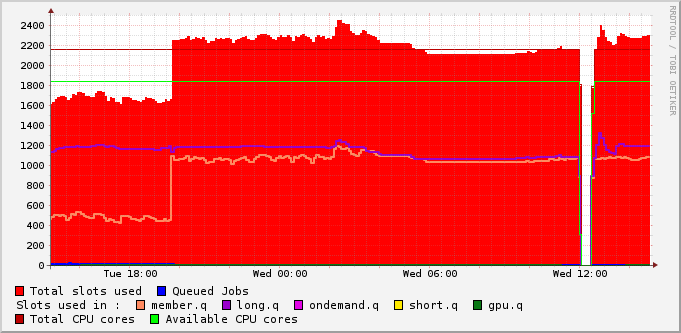 2400
2200
2000
1800
1600
1400
1200
1000
800
600
400
200
0
Tue 18:00 Wed 00:00 Wed 06:00 Wed 12:00
Total slots used Queued Jobs
Slots used in : member.q long.q ondemand.q short.q gpu.q
Total CPU cores Available CPU cores
RRDTOOL / TOBI OETIKER